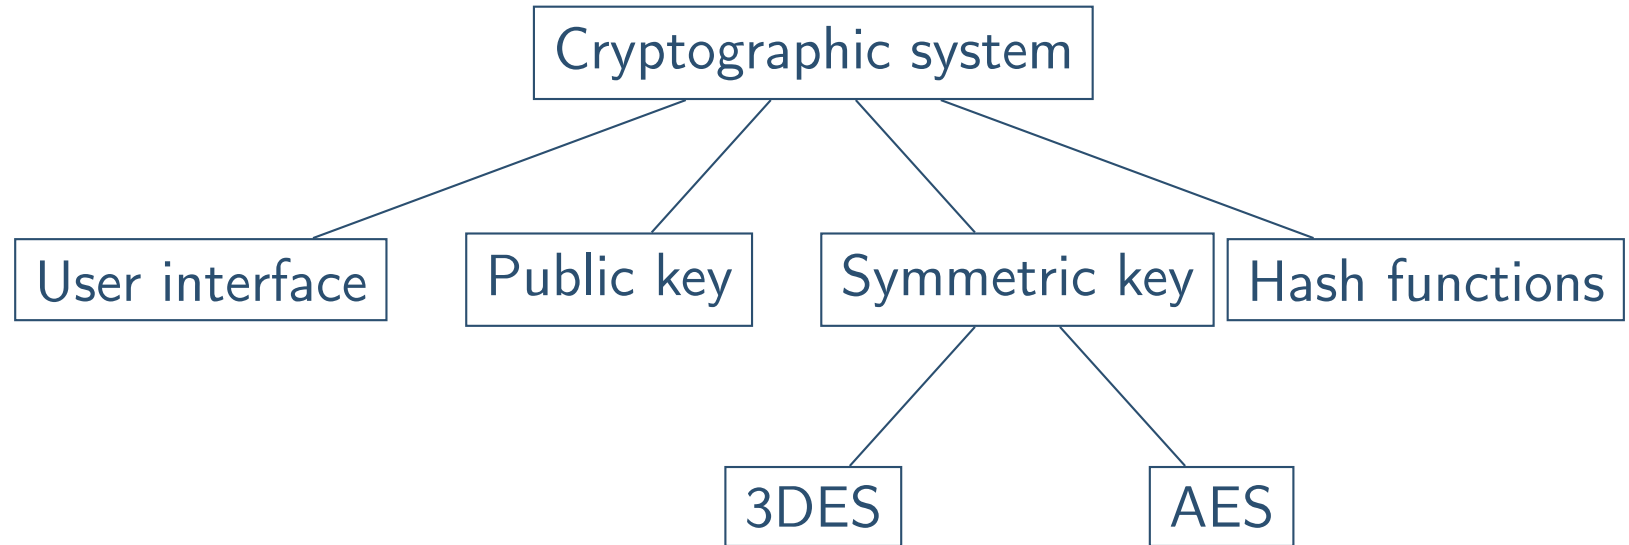 Cryptographic system
User interface
Public key
Symmetric key
Hash functions
3DES
AES